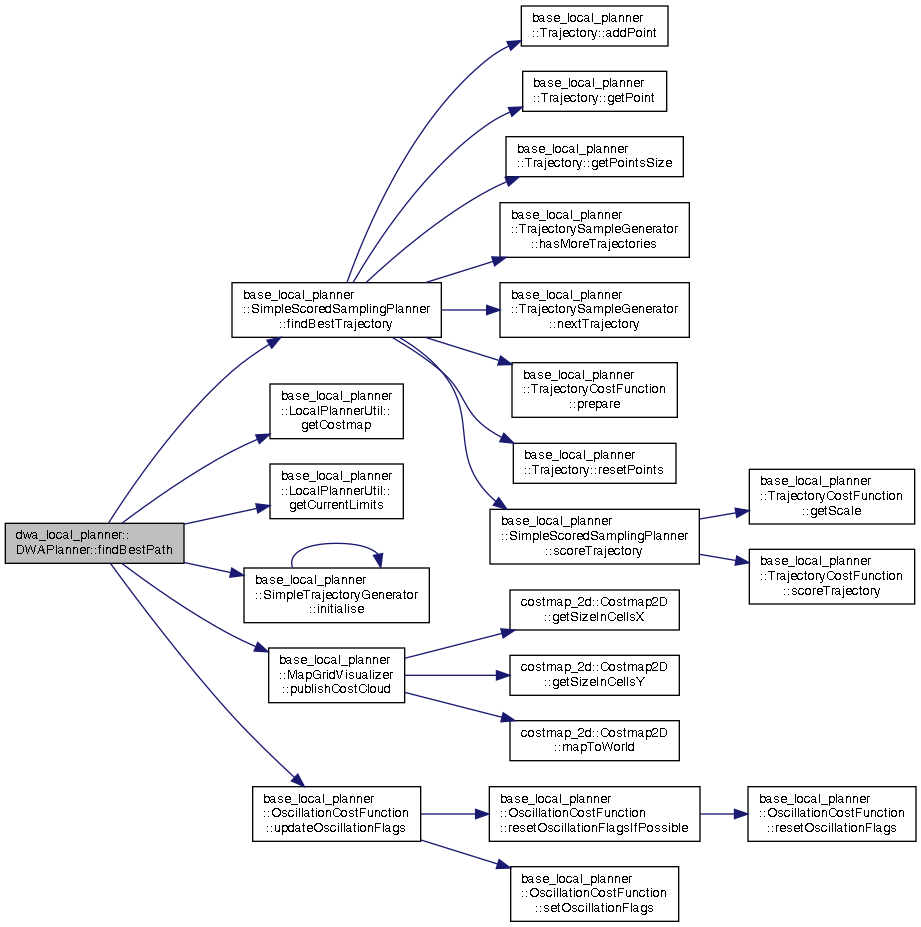 base_local_planner
::Trajectory::addPoint
base_local_planner
::Trajectory::getPoint
base_local_planner
::Trajectory::getPointsSize
base_local_planner
::TrajectorySampleGenerator
::hasMoreTrajectories
base_local_planner
::SimpleScoredSamplingPlanner
::findBestTrajectory
base_local_planner
::TrajectorySampleGenerator
::nextTrajectory
base_local_planner
::TrajectoryCostFunction
::prepare
base_local_planner
::LocalPlannerUtil::
getCostmap
base_local_planner
::Trajectory::resetPoints
base_local_planner
::LocalPlannerUtil::
getCurrentLimits
base_local_planner
::TrajectoryCostFunction
::getScale
dwa_local_planner::
DWAPlanner::findBestPath
base_local_planner
::SimpleScoredSamplingPlanner
::scoreTrajectory
base_local_planner
::TrajectoryCostFunction
::scoreTrajectory
base_local_planner
::SimpleTrajectoryGenerator
::initialise
costmap_2d::Costmap2D
::getSizeInCellsX
base_local_planner
::MapGridVisualizer
::publishCostCloud
costmap_2d::Costmap2D
::getSizeInCellsY
costmap_2d::Costmap2D
::mapToWorld
base_local_planner
::OscillationCostFunction
::updateOscillationFlags
base_local_planner
::OscillationCostFunction
::resetOscillationFlagsIfPossible
base_local_planner
::OscillationCostFunction
::resetOscillationFlags
base_local_planner
::OscillationCostFunction
::setOscillationFlags